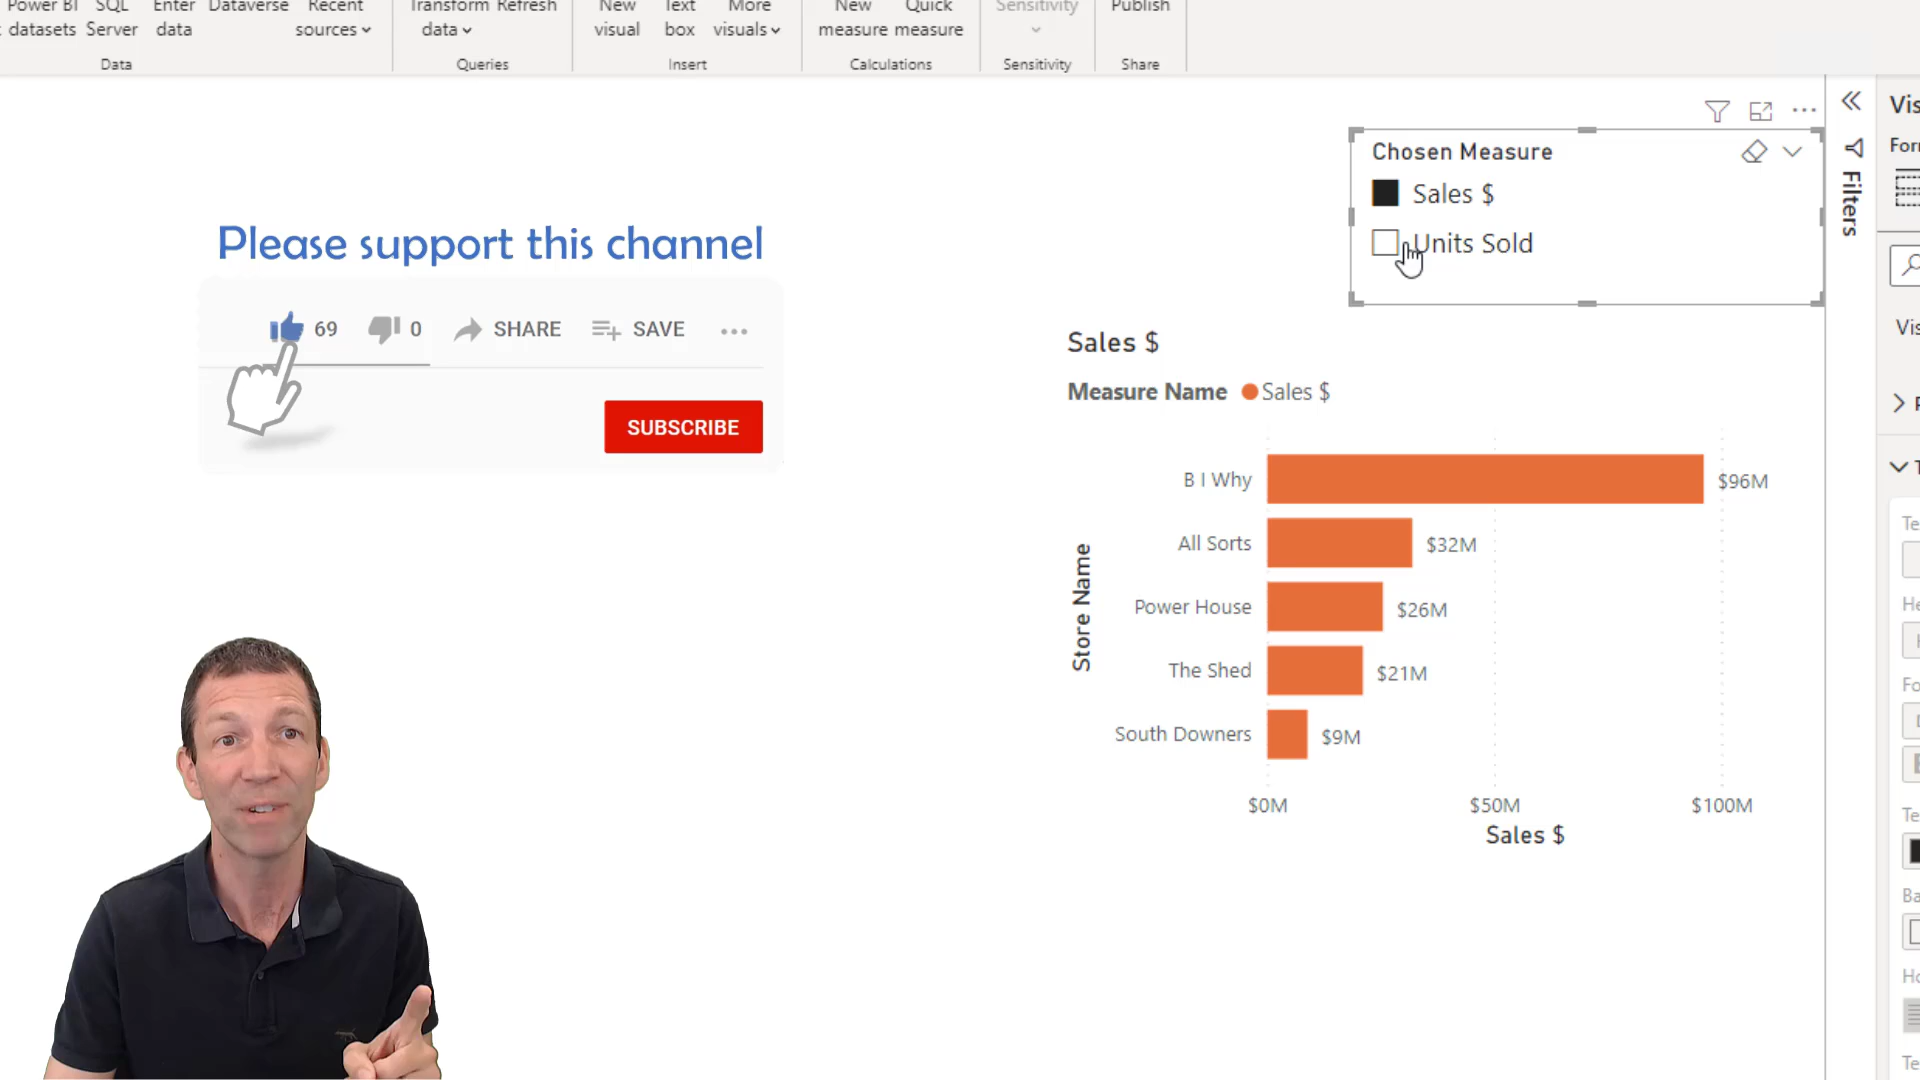 Power BI SQL Enter Dataverse Recent Transform Refresh New Text More New Quick Sensitivity Publish
datasets Server data sources data visual box visuals measure measure
Data Queries Insert Calculations Sensitivity Share
Chosen Measure
Sales $
Units Sold
Filters
Please support this channel
69 0 SHARE SAVE
SUBSCRIBE
Sales $
Measure Name Sales $
Store Name
B I Why $96M
All Sorts $32M
Power House $26M
The Shed $21M
South Downers $9M
$0M $50M $100M
Sales $